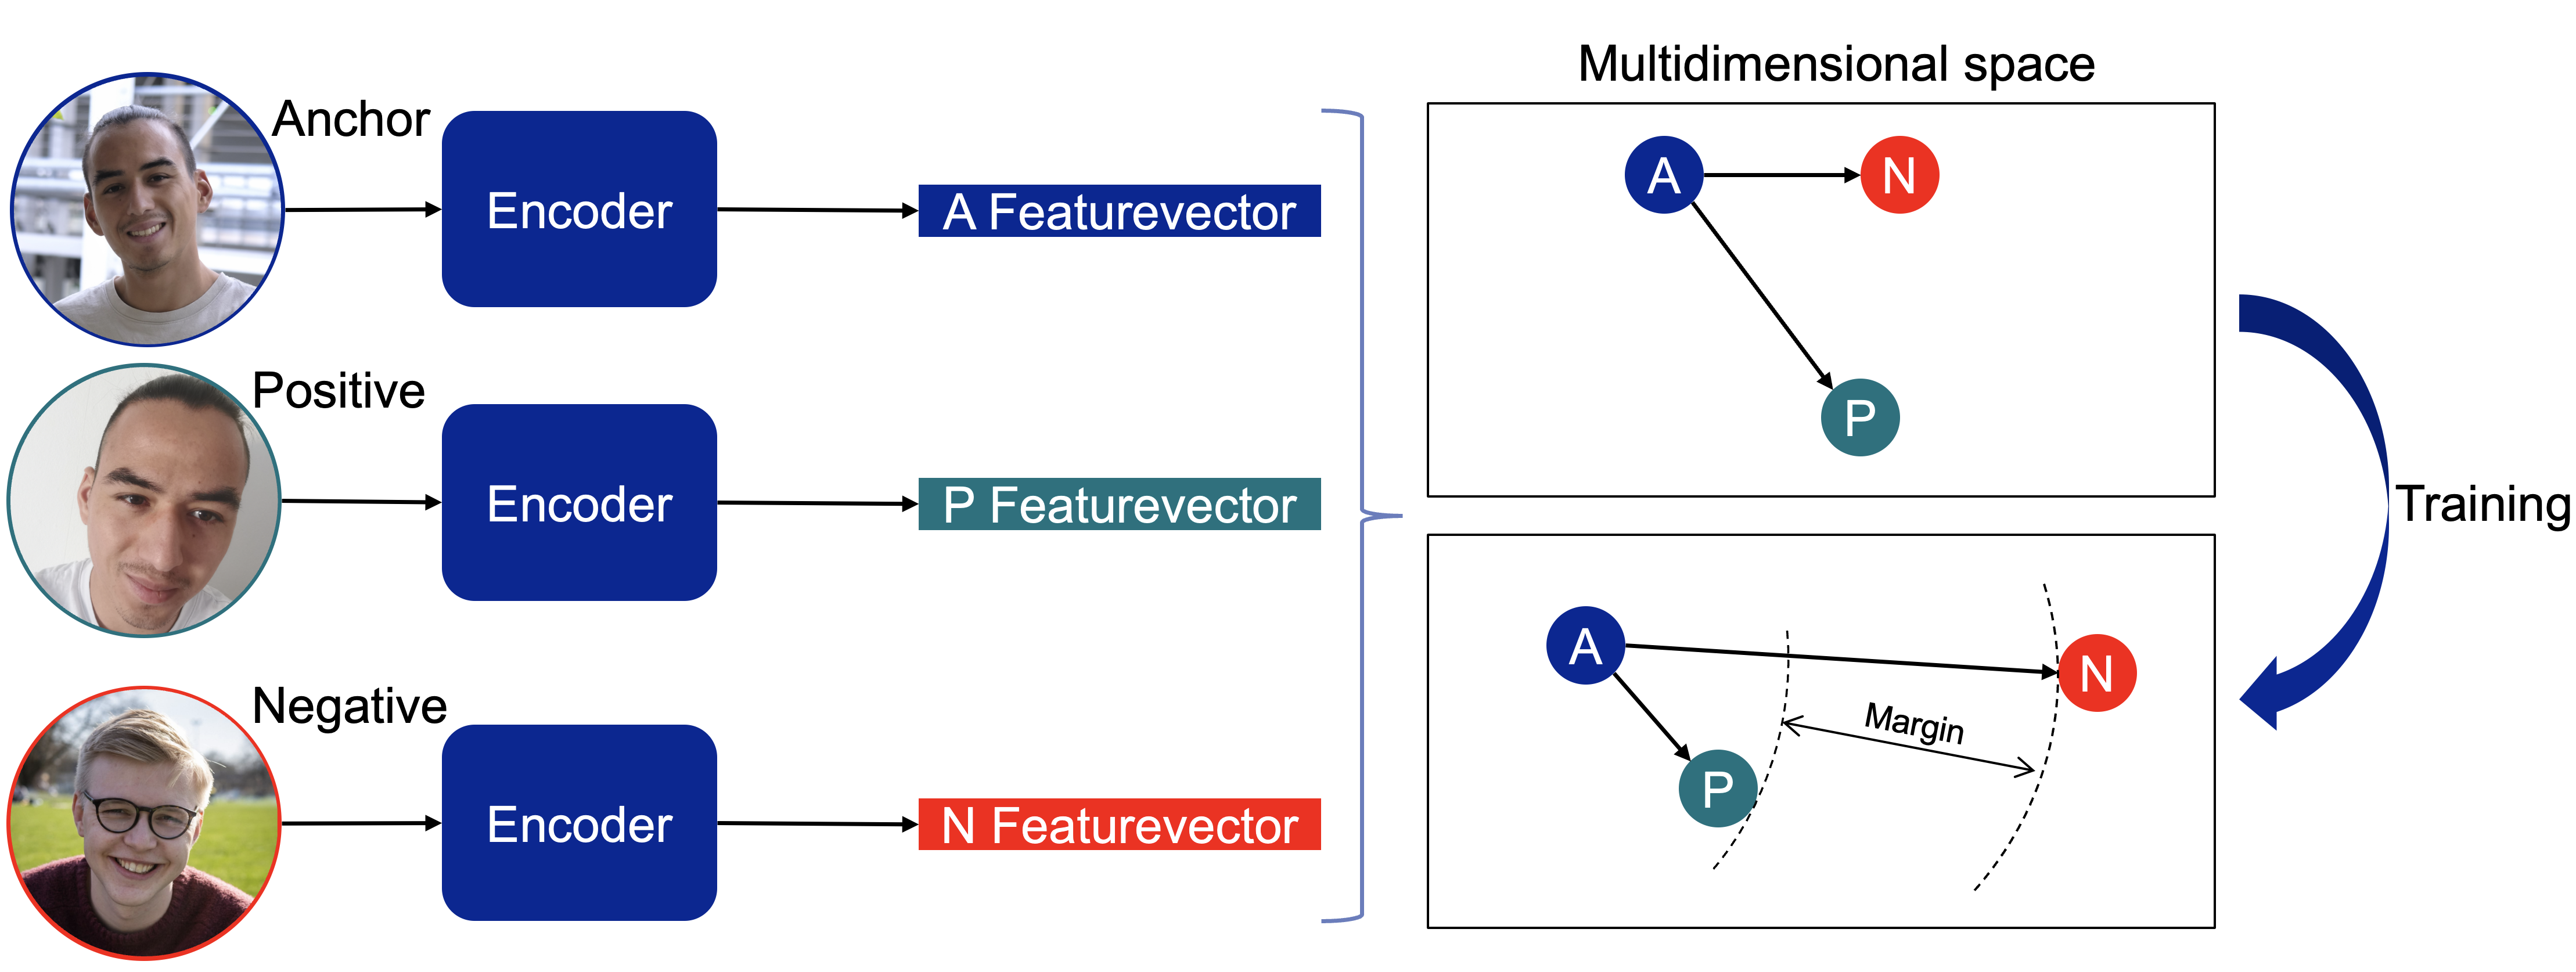 Multidimensional space
Anchor
Encoder
A Featurevector
A
N
P
Positive
Encoder
P Featurevector
Training
A
N
Margin
P
Negative
Encoder
N Featurevector